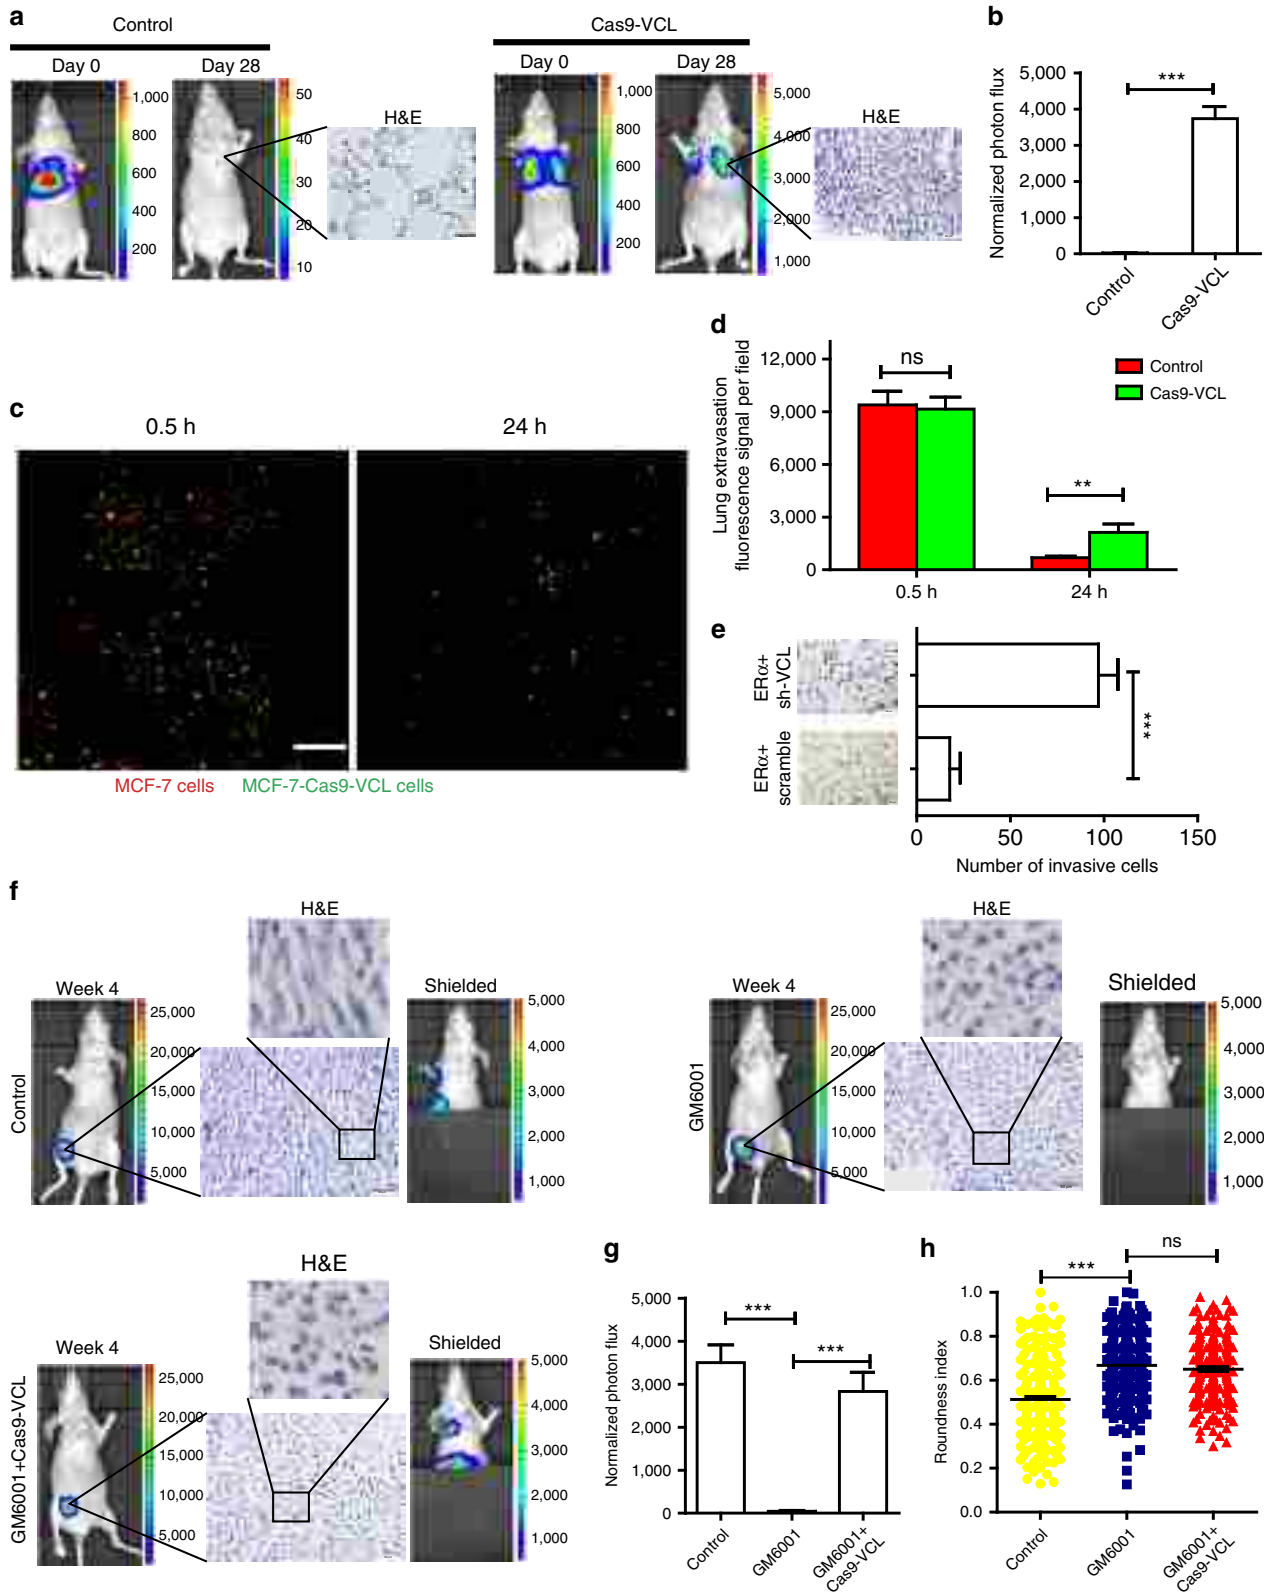 a
Control
Day 0
Day 28
1,000
800
600
400
200
50
40
30
20
10
H&E
Cas9-VCL
Day 0
Day 28
1,000
800
600
400
200
5,000
4,000
3,000
2,000
1,000
H&E
b
Normalized photon flux
5,000
4,000
3,000
2,000
1,000
0
***
Control
Cas9-VCL
c
0.5 h
24 h
MCF-7 cells
MCF-7-Cas9-VCL cells
d
Lung extravasation
fluorescence signal per field
12,000
9,000
6,000
3,000
0
ns
**
Control
Cas9-VCL
0.5 h
24 h
e
ERα+
sh-VCL
ERα+
scramble
***
0
50
100
150
Number of invasive cells
f
Control
Week 4
25,000
20,000
15,000
10,000
5,000
H&E
Shielded
5,000
4,000
3,000
2,000
1,000
GM6001
Week 4
25,000
20,000
15,000
10,000
5,000
H&E
Shielded
5,000
4,000
3,000
2,000
1,000
GM6001+Cas9-VCL
Week 4
25,000
20,000
15,000
10,000
5,000
H&E
Shielded
5,000
4,000
3,000
2,000
1,000
g
Normalized photon flux
5,000
4,000
3,000
2,000
1,000
0
***
***
Control
GM6001
GM6001+
Cas9-VCL
h
Roundness index
1.0
0.8
0.6
0.4
0.2
0.0
***
ns
Control
GM6001
GM6001+
Cas9-VCL